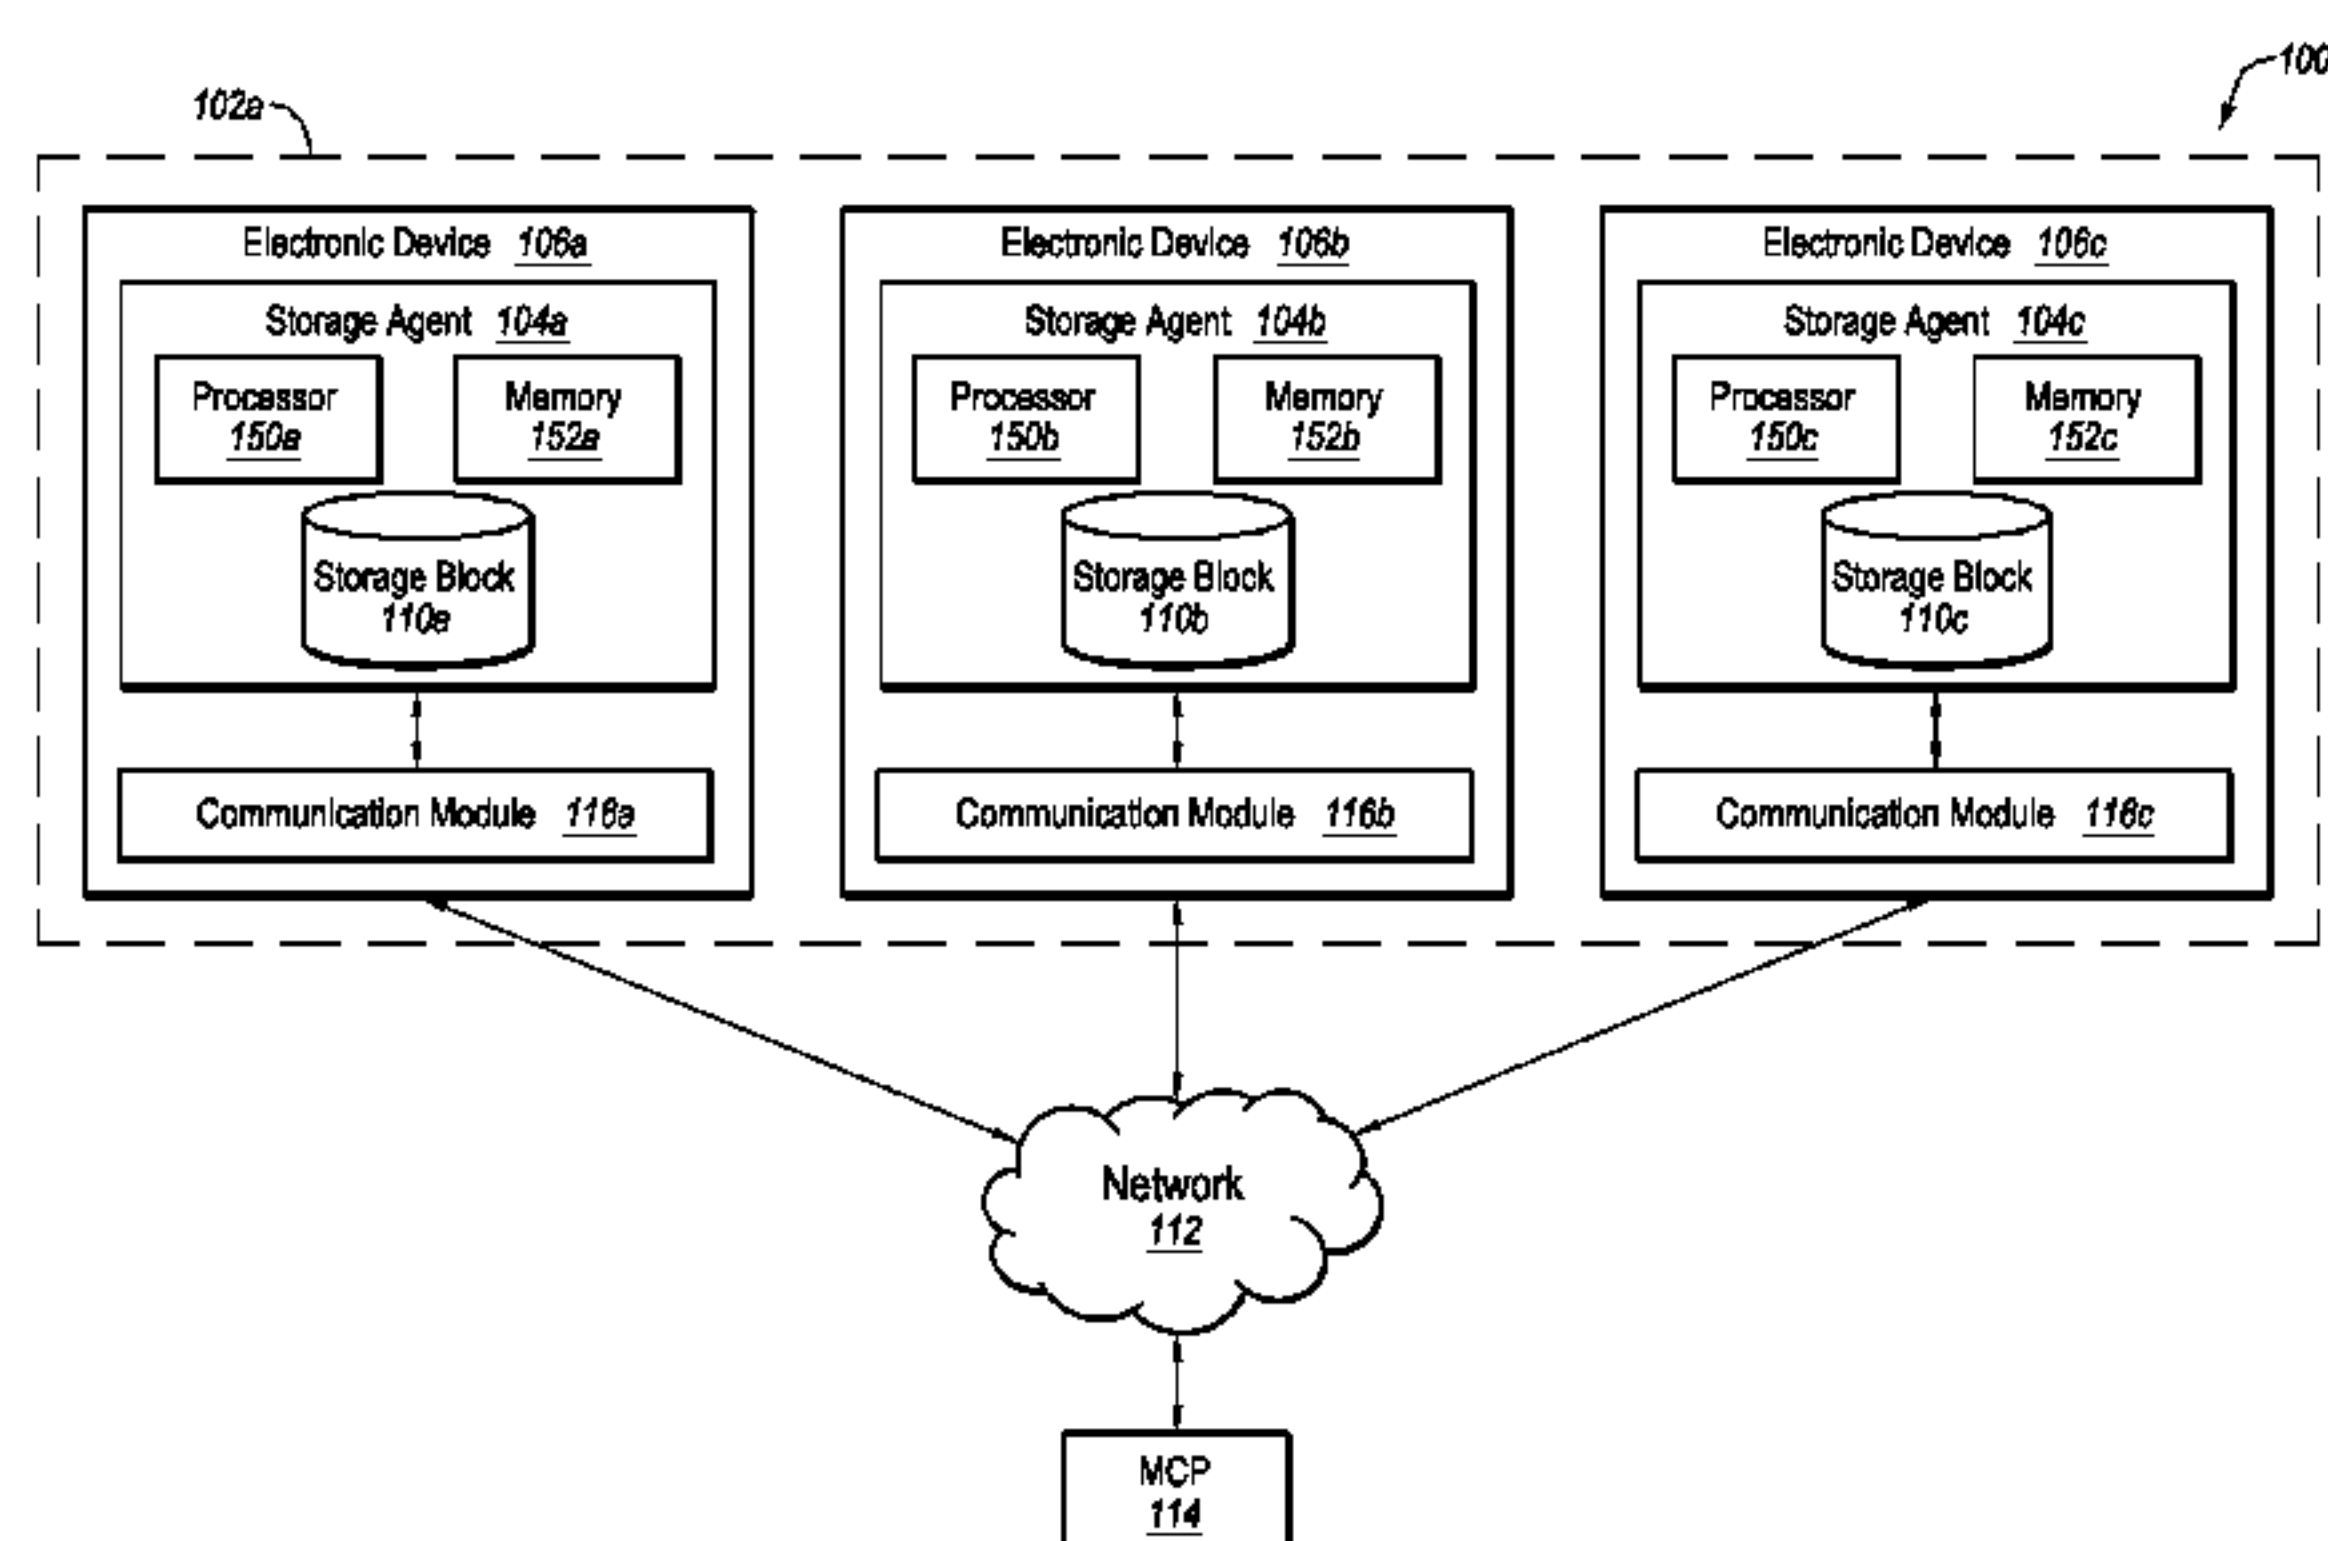 100
102a
Electronic Device 106a
Electronic Device 106b
Electronic Device 106c
Storage Agent 104a
Storage Agent 104b
Storage Agent 104c
Processor
150a
Memory
152a
Processor
150b
Memory
152b
Processor
150c
Memory
152c
Storage Block
110a
Storage Block
110b
Storage Block
110c
Communication Module 116a
Communication Module 116b
Communication Module 116c
Network
112
MCP
114